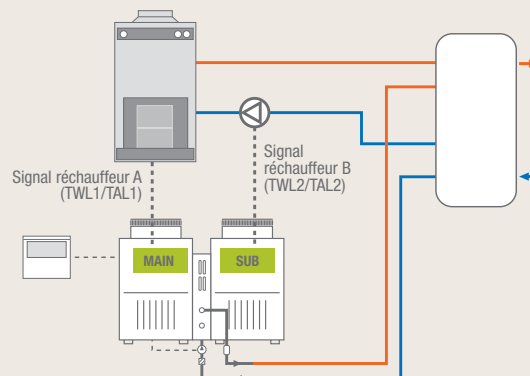 Signal réchauffeur A
(TWL1/TAL1)
Signal
réchauffeur B
(TWL2/TAL2)
MAIN
SUB